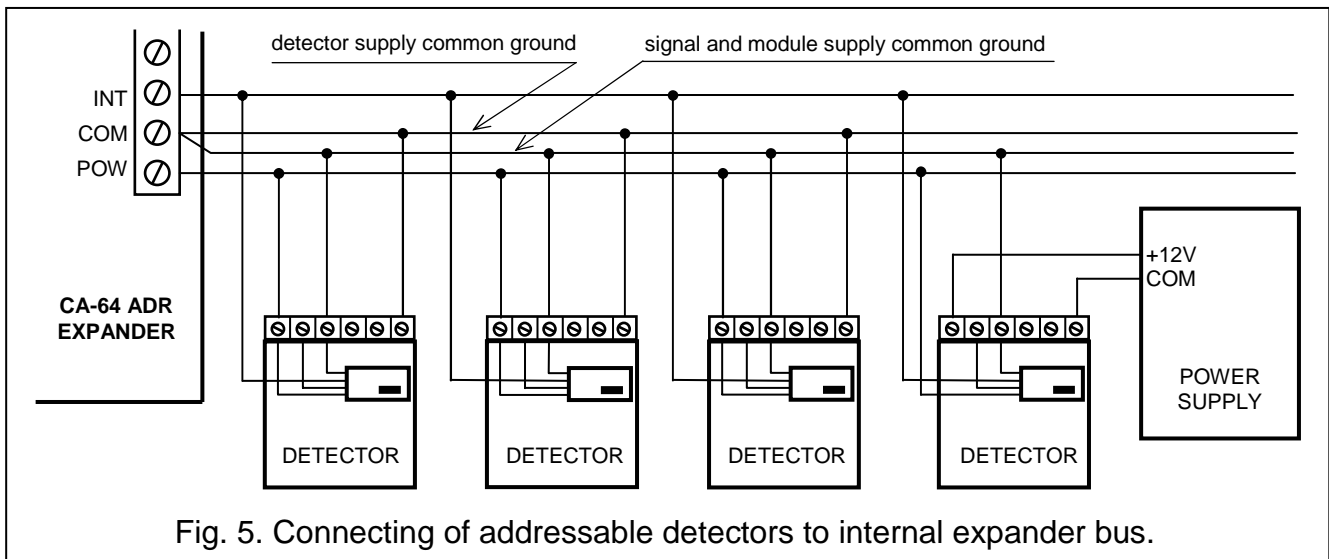 detector supply common ground
signal and module supply common ground
INT
COM
POW
+12V
COM
CA-64 ADR
EXPANDER
POWER
SUPPLY
DETECTOR
DETECTOR
DETECTOR
DETECTOR
Fig. 5. Connecting of addressable detectors to internal expander bus.